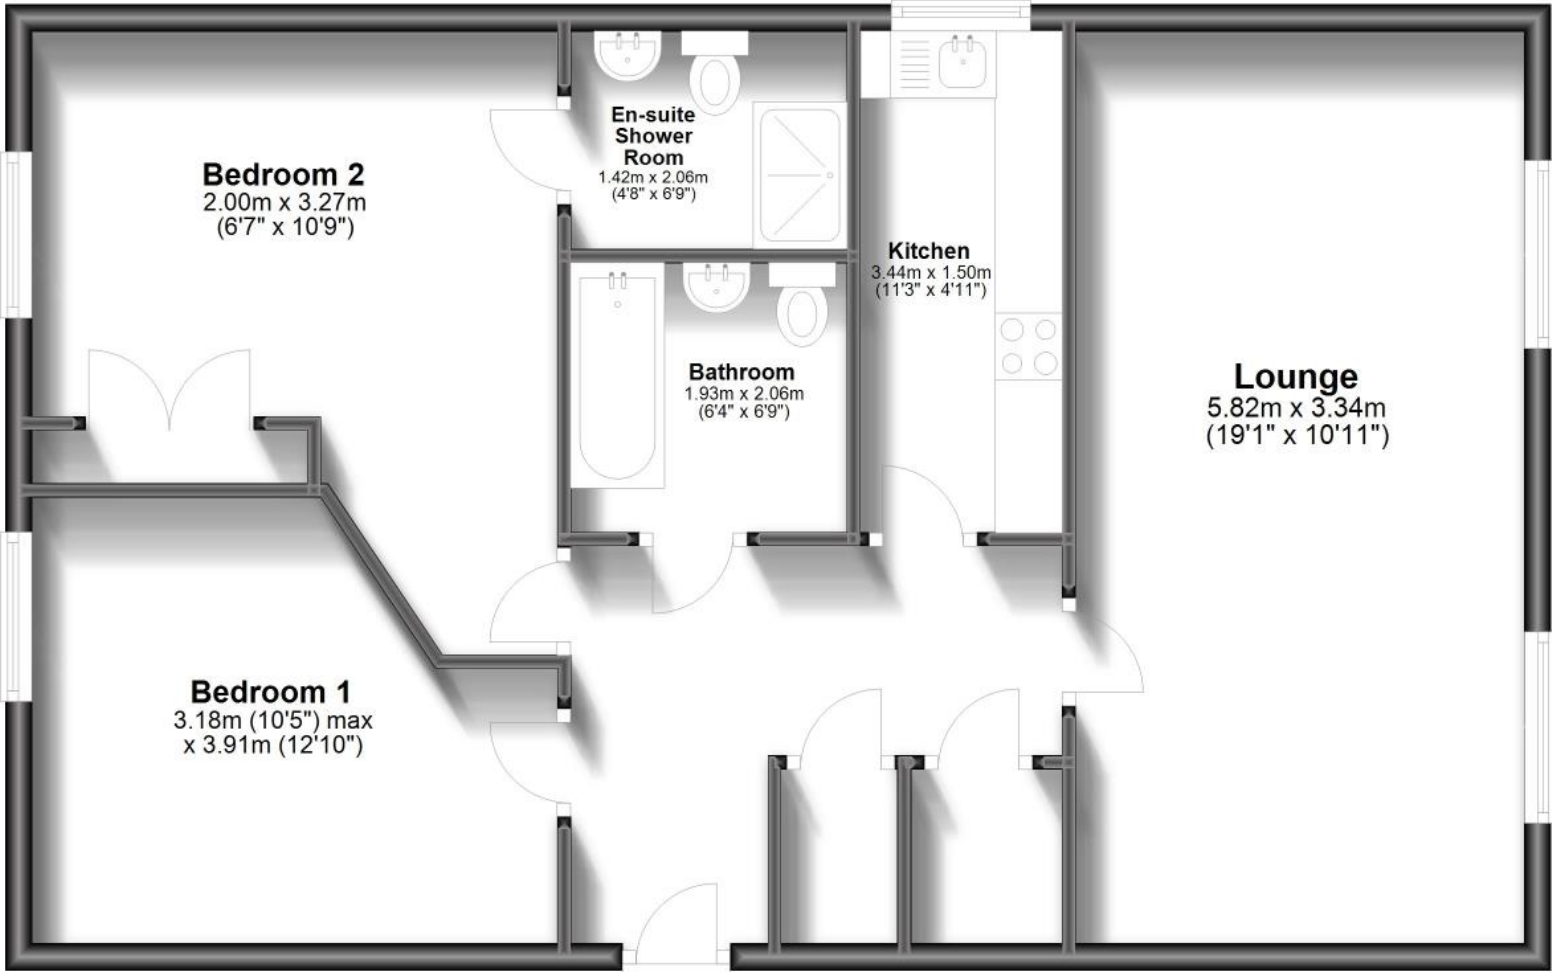 En-suite
Shower
Room
1.42m x 2.06m
(4'8" x 6'9")
Bedroom 2
2.00m x 3.27m
(6'7" x 10'9")
Kitchen
3.44m x 1.50m
(11'3" x 4'11")
Bathroom
1.93m x 2.06m
(6'4" x 6'9")
Lounge
5.82m x 3.34m
(19'1" x 10'11")
Bedroom 1
3.18m (10'5") max
x 3.91m (12'10")